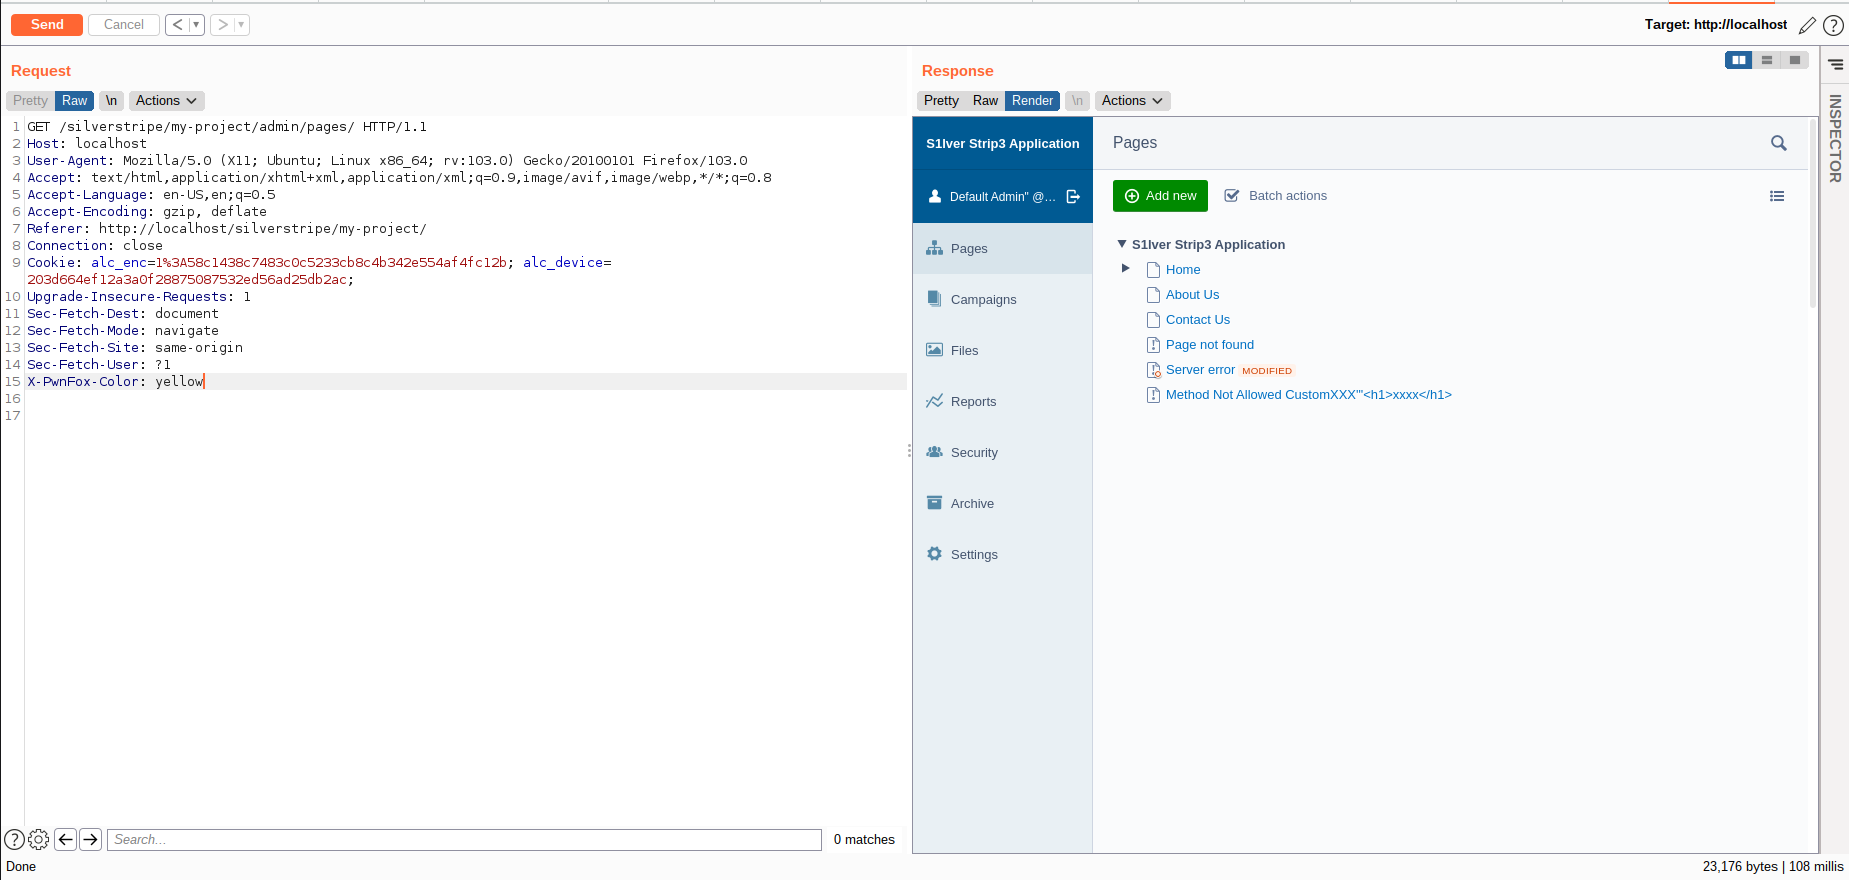 Send
Cancel
<
>
Target: http://localhost
?
Request
Pretty
Raw
\n
Actions
1 GET /silverstripe/my-project/admin/pages/ HTTP/1.1
2 Host: localhost
3 User-Agent: Mozilla/5.0 (X11; Ubuntu; Linux x86_64; rv:103.0) Gecko/20100101 Firefox/103.0
4 Accept: text/html,application/xhtml+xml,application/xml;q=0.9,image/avif,image/webp,*/*;q=0.8
5 Accept-Language: en-US,en;q=0.5
6 Accept-Encoding: gzip, deflate
7 Referer: http://localhost/silverstripe/my-project/
8 Connection: close
9 Cookie: alc_enc=1%3A58c1438c7483c0c5233cb8c4b342e554af4fc12b; alc_device=
203d664ef12a3a0f28875087532ed56ad25db2ac;
10 Upgrade-Insecure-Requests: 1
11 Sec-Fetch-Dest: document
12 Sec-Fetch-Mode: navigate
13 Sec-Fetch-Site: same-origin
14 Sec-Fetch-User: ?1
15 X-PwnFox-Color: yellow
16
17
?
Search...
0 matches
Done
Response
Pretty
Raw
Render
\n
Actions
S1lver Strip3 Application
Default Admin" @...
Pages
Campaigns
Files
Reports
Security
Archive
Settings
Pages
Add new
Batch actions
S1lver Strip3 Application
Home
About Us
Contact Us
Page not found
Server error MODIFIED
Method Not Allowed CustomXXX'"<h1>xxxx</h1>
INSPECTOR
23,176 bytes | 108 millis